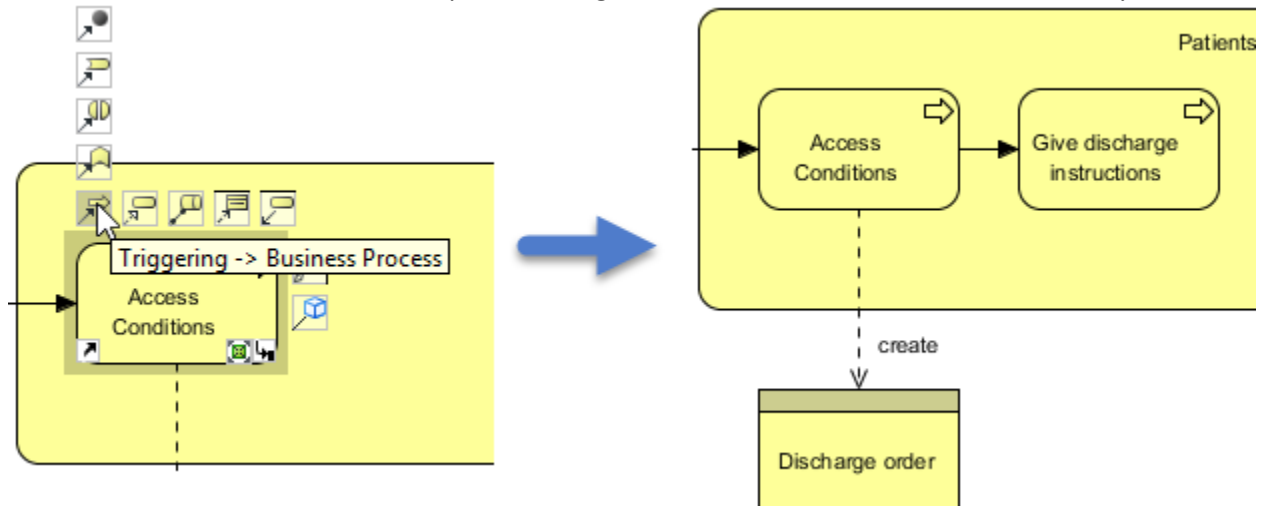 Triggering -> Business Process
Access
Conditions
Patients
Access
Conditions
Give discharge
instructions
create
Discharge order